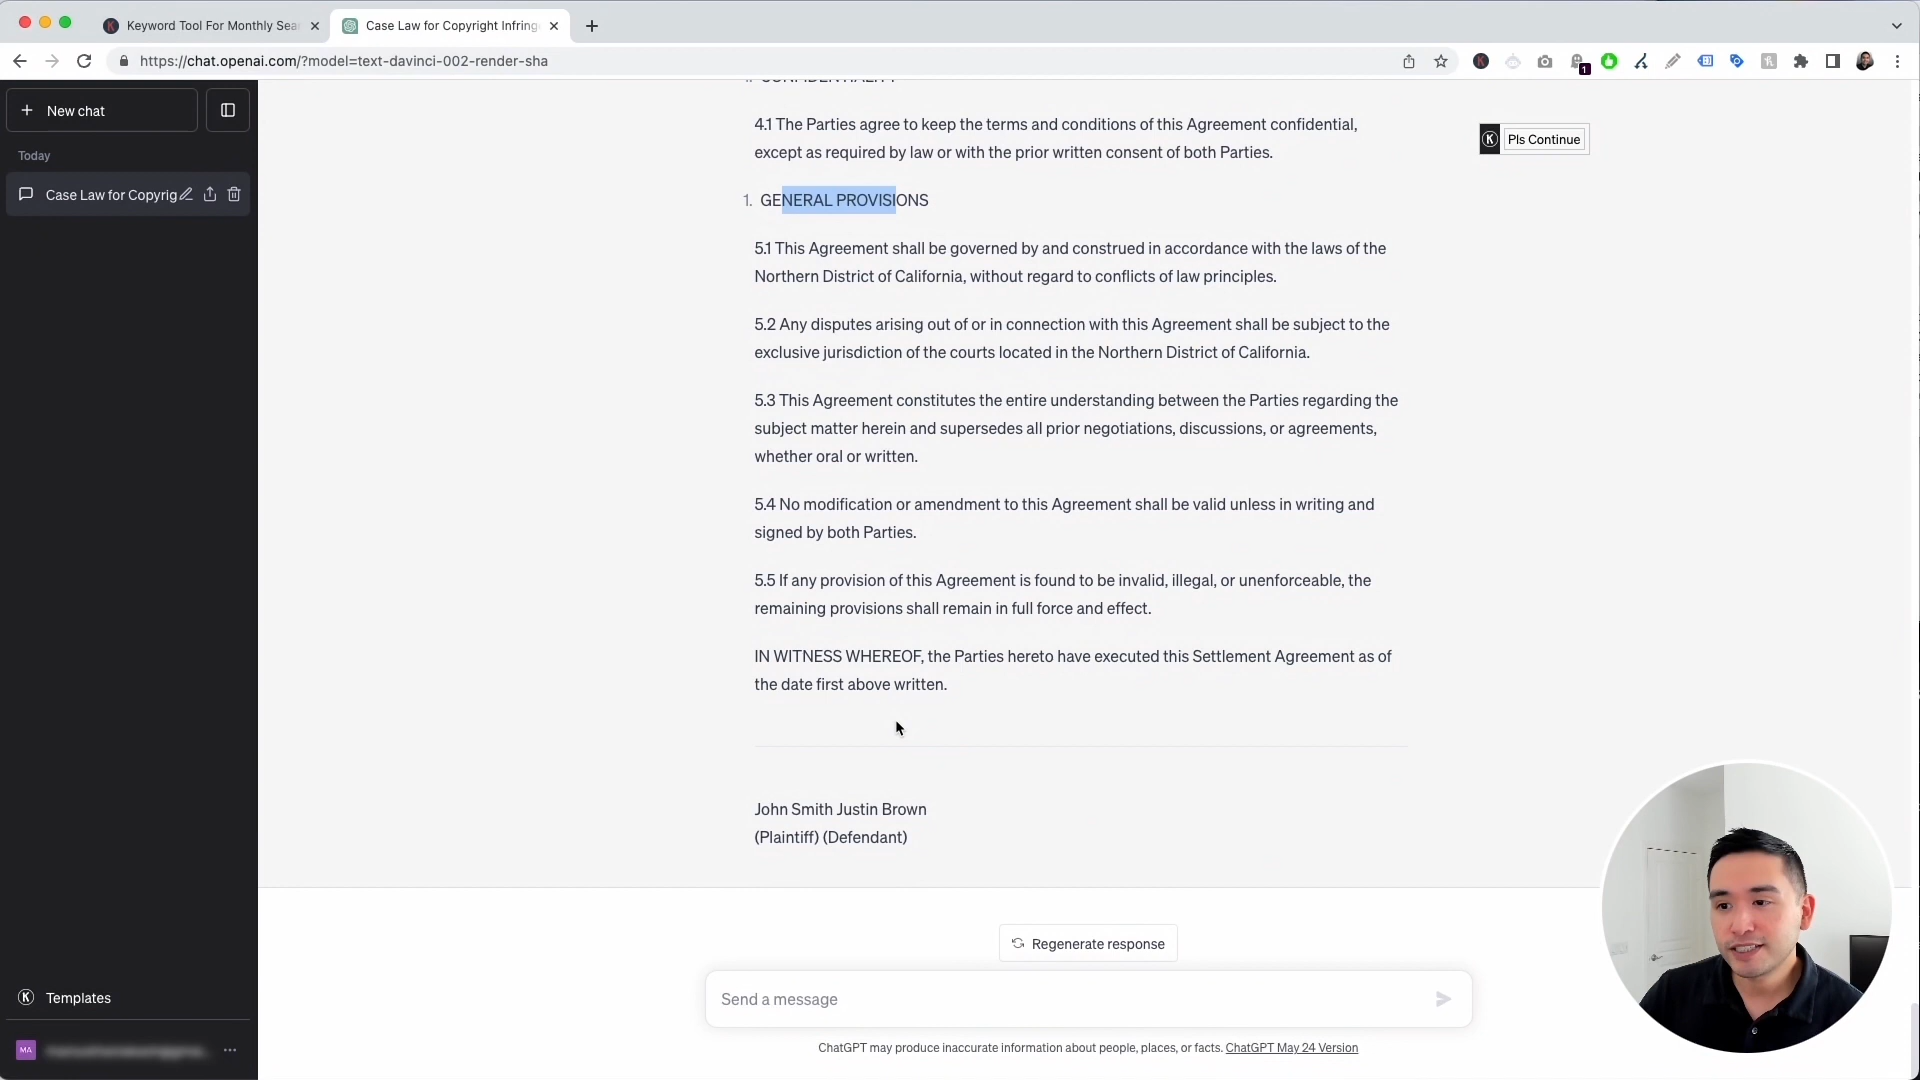 Keyword Tool For Monthly Sea
Case Law for Copyright Infring
https://chat.openai.com/?model=text-davinci-002-render-sha
1
New chat
Today
Case Law for Copyrig
4.1 The Parties agree to keep the terms and conditions of this Agreement confidential,
except as required by law or with the prior written consent of both Parties.
K Pls Continue
1. GENERAL PROVISIONS
5.1 This Agreement shall be governed by and construed in accordance with the laws of the
Northern District of California, without regard to conflicts of law principles.
5.2 Any disputes arising out of or in connection with this Agreement shall be subject to the
exclusive jurisdiction of the courts located in the Northern District of California.
5.3 This Agreement constitutes the entire understanding between the Parties regarding the
subject matter herein and supersedes all prior negotiations, discussions, or agreements,
whether oral or written.
5.4 No modification or amendment to this Agreement shall be valid unless in writing and
signed by both Parties.
5.5 If any provision of this Agreement is found to be invalid, illegal, or unenforceable, the
remaining provisions shall remain in full force and effect.
IN WITNESS WHEREOF, the Parties hereto have executed this Settlement Agreement as of
the date first above written.
John Smith Justin Brown
(Plaintiff) (Defendant)
Regenerate response
K Templates
Send a message
MA
ChatGPT may produce inaccurate information about people, places, or facts. ChatGPT May 24 Version